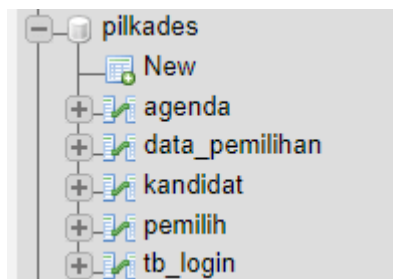 pilkades
New
agenda
data_pemilihan
kandidat
pemilih
tb_login